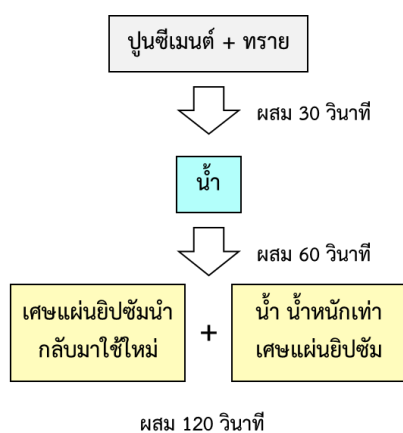 ปูนซีเมนต์ + ทราย
ผสม 30 วินาที
น้ำ
ผสม 60 วินาที
เศษแผ่นยิปซัมนำ
กลับมาใช้ใหม่
+
น้ำ น้ำหนักเท่า
เศษแผ่นยิปซัม
ผสม 120 วินาที